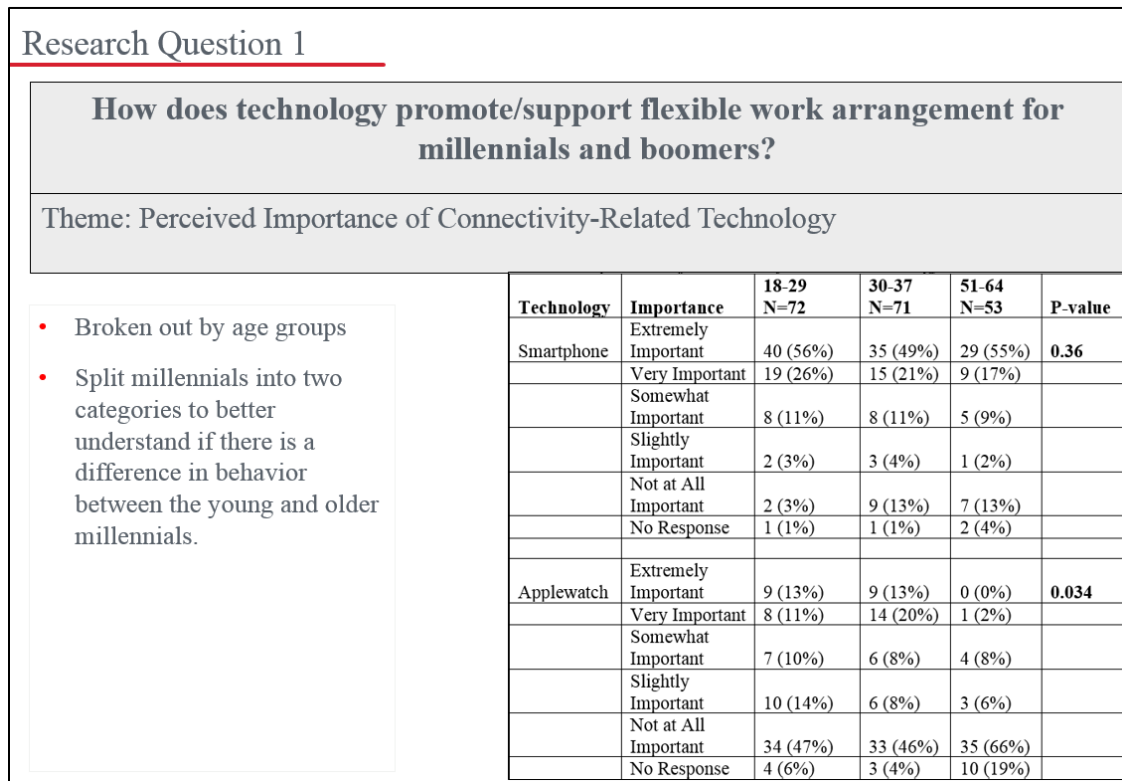 Research Question 1
How does technology promote/support flexible work arrangement for
millennials and boomers?
Theme: Perceived Importance of Connectivity-Related Technology
• Broken out by age groups
• Split millennials into two
categories to better
understand if there is a
difference in behavior
between the young and older
millennials.
Technology Importance 18-29 N=72 30-37 N=71 51-64 N=53 P-value
Smartphone Extremely Important 40 (56%) 35 (49%) 29 (55%) 0.36
Very Important 19 (26%) 15 (21%) 9 (17%)
Somewhat Important 8 (11%) 8 (11%) 5 (9%)
Slightly Important 2 (3%) 3 (4%) 1 (2%)
Not at All Important 2 (3%) 9 (13%) 7 (13%)
No Response 1 (1%) 1 (1%) 2 (4%)
Applewatch Extremely Important 9 (13%) 9 (13%) 0 (0%) 0.034
Very Important 8 (11%) 14 (20%) 1 (2%)
Somewhat Important 7 (10%) 6 (8%) 4 (8%)
Slightly Important 10 (14%) 6 (8%) 3 (6%)
Not at All Important 34 (47%) 33 (46%) 35 (66%)
No Response 4 (6%) 3 (4%) 10 (19%)